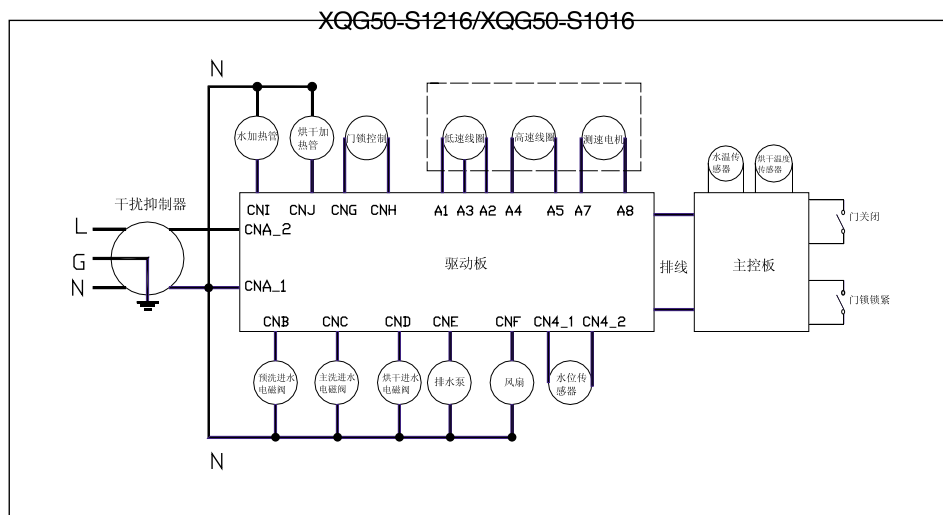 XQG50-S1216/XQG50-S1016
N
水加热管
烘干加
热管
门锁控制
低速线圈
高速线圈
测速电机
水温传
感器
烘干温度
传感器
干扰抑制器
L
G
N
CNI
CNJ
CNG
CNH
A1
A3
A2
A4
A5
A7
A8
CNA_2
CNA_1
驱动板
排线
主控板
门关闭
门锁锁紧
CNB
CNC
CND
CNE
CNF
CN4_1
CN4_2
预洗进水
电磁阀
主洗进水
电磁阀
烘干进水
电磁阀
排水泵
风扇
水位传
感器
N